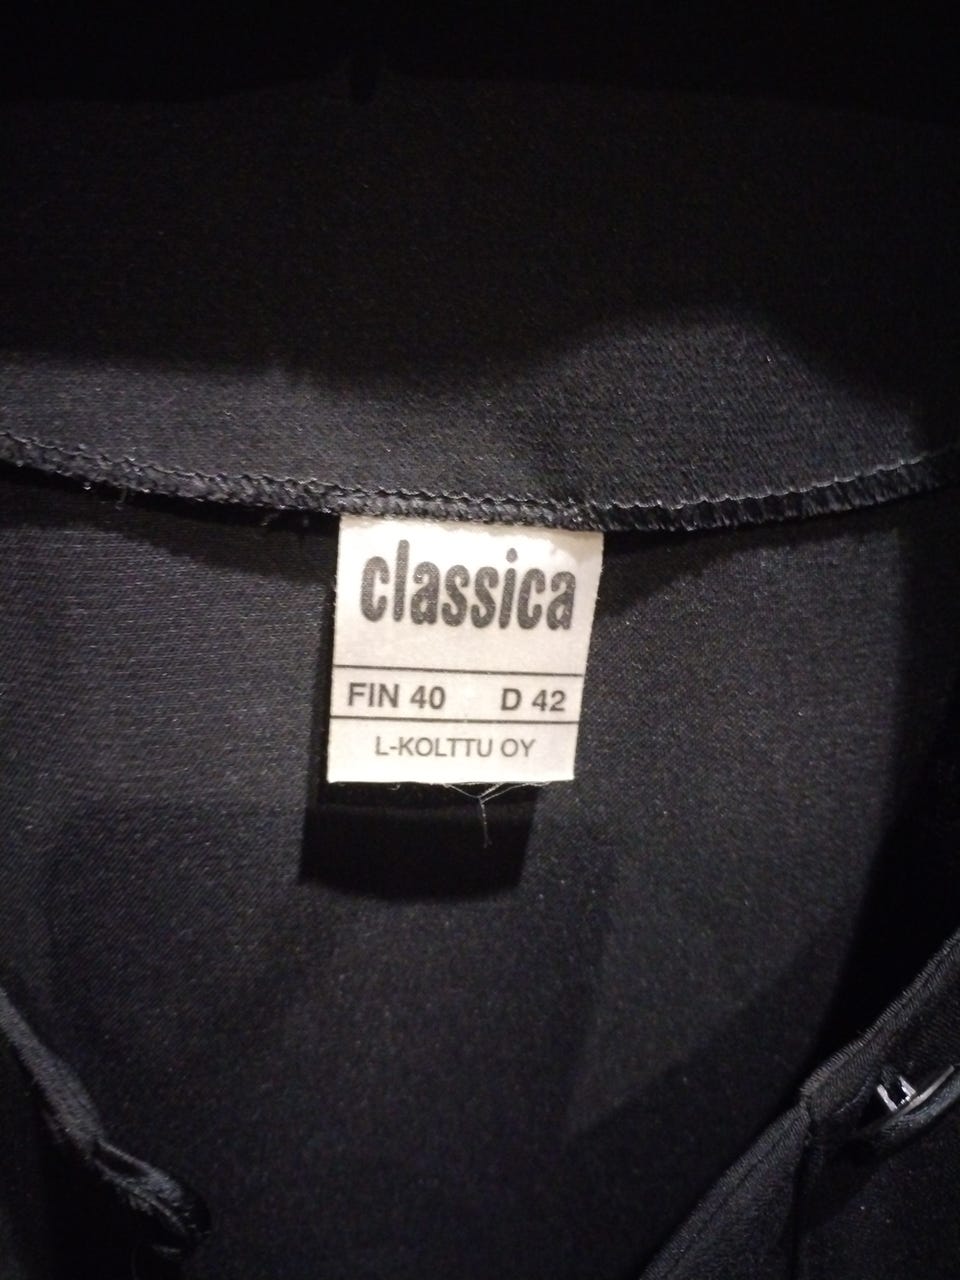 classica
FIN 40 D 42
L-KOLTTU OY